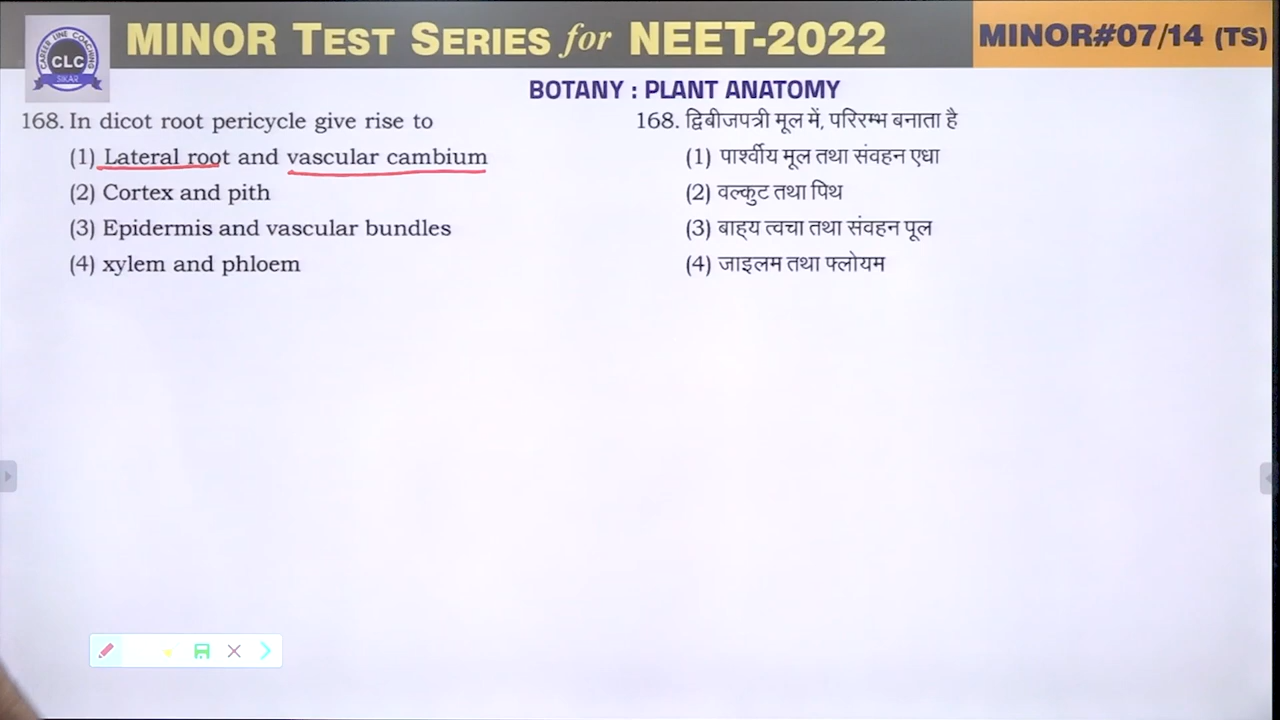 CAREER LINE COACHING
CLC
SIKAR
MINOR TEST SERIES for NEET-2022
MINOR#07/14 (TS)
BOTANY : PLANT ANATOMY
168. In dicot root pericycle give rise to
(1) Lateral root and vascular cambium
(2) Cortex and pith
(3) Epidermis and vascular bundles
(4) xylem and phloem
168. द्विबीजपत्री मूल में, परिरम्भ बनाता है
(1) पार्श्वीय मूल तथा संवहन एधा
(2) वल्कुट तथा पिथ
(3) बाह्य त्वचा तथा संवहन पूल
(4) जाइलम तथा फ्लोयम